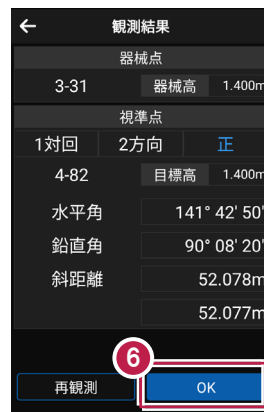 ← 観測結果
器械点
3-31 器械高 1.400m
視準点
1対回 2方向 正
4-82 目標高 1.400m
水平角 141° 42' 50"
鉛直角 90° 08' 20"
斜距離 52.078m
52.077m
6
再観測 OK